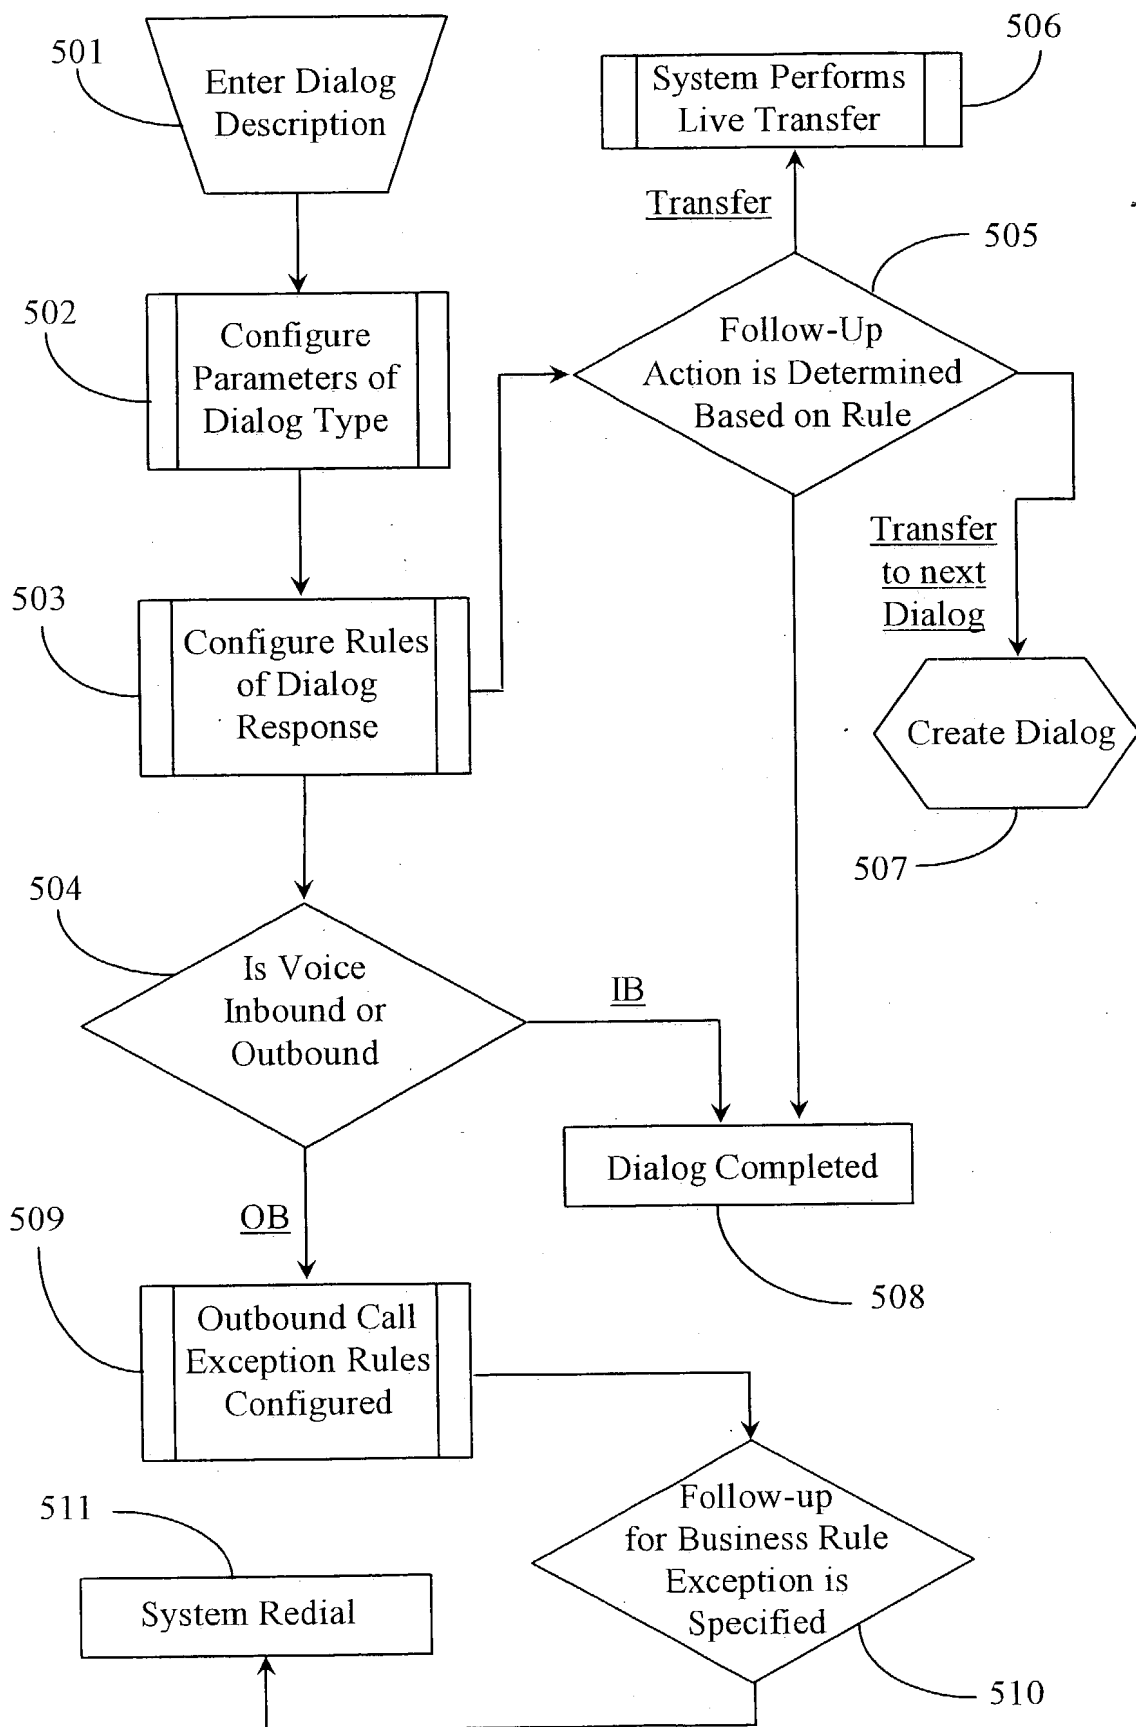 501
Enter Dialog
Description
506
System Performs
Live Transfer
Transfer
505
502
Configure
Parameters of
Dialog Type
Follow-Up
Action is Determined
Based on Rule
Transfer
to next
Dialog
503
Configure Rules
of Dialog
Response
Create Dialog
507
504
Is Voice
Inbound or
Outbound
IB
Dialog Completed
508
OB
509
Outbound Call
Exception Rules
Configured
511
System Redial
Follow-up
for Business Rule
Exception is
Specified
510